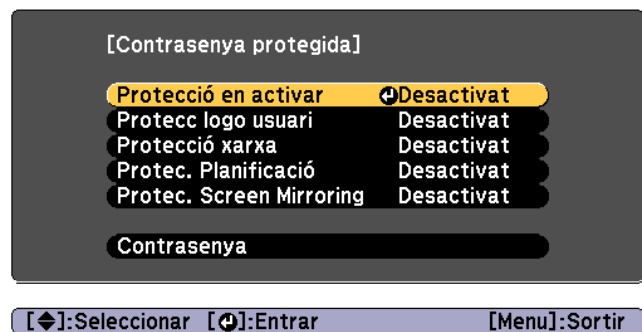 [Contrasenya protegida]
Protecció en activar Desactivat
Protecc logo usuari Desactivat
Protecció xarxa Desactivat
Protec. Planificació Desactivat
Protec. Screen Mirroring Desactivat
Contrasenya
[ ]:Seleccionar [ ]:Entrar [Menu]:Sortir